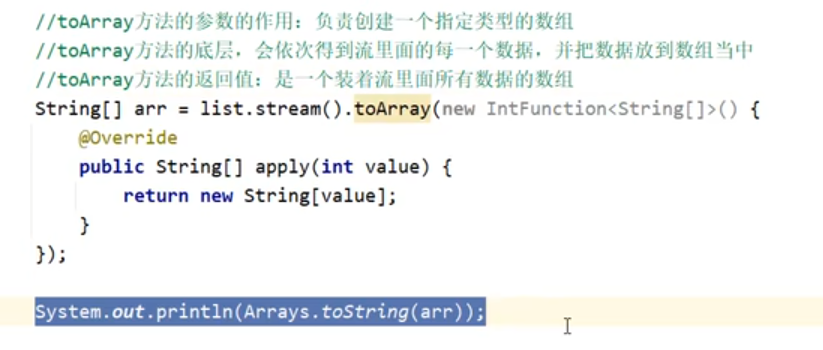 //toArray方法的参数的作用：负责创建一个指定类型的数组
//toArray方法的底层，会依次得到流里面的每一个数据，并把数据放到数组当中
//toArray方法的返回值：是一个装着流里面所有数据的数组
String[] arr = list.stream().toArray(new IntFunction<String[]>() {
@Override
public String[] apply(int value) {
return new String[value];
}
});
System.out.println(Arrays.toString(arr));